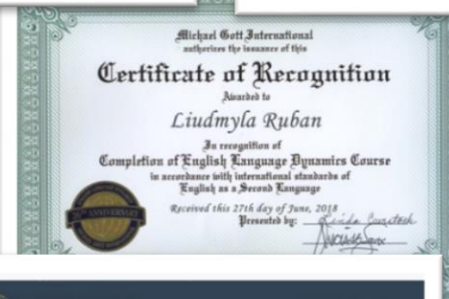 Michael Gott International
authorizes the issuance of this
Certificate of Recognition
Awarded to
Liudmyla Ruban
In recognition of
Completion of English Language Dynamics Course
in accordance with international standards of
English as a Second Language
Received this 27th day of June, 2018
Presented by:
ANNIVERSARY